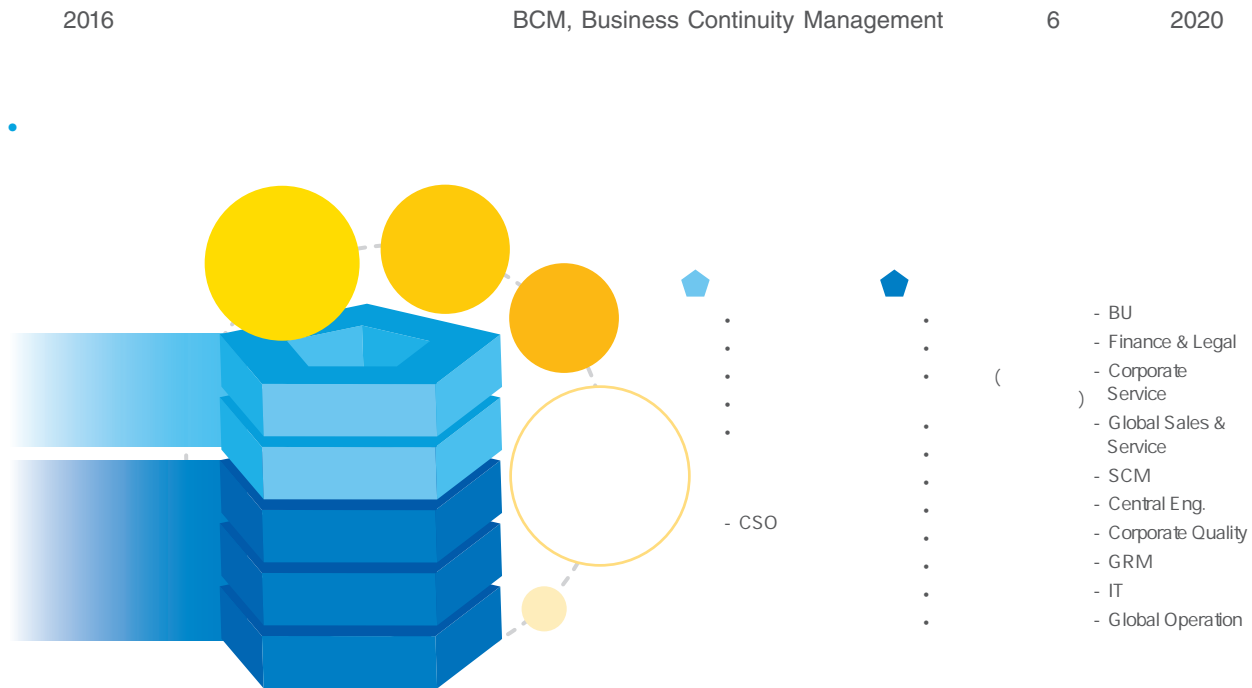 2016 BCM, Business Continuity Management 6 2020
•
•
•
•
•
•
- CSO
•
•
• (
)
•
•
•
•
•
•
•
•
- BU
- Finance & Legal
- Corporate
Service
- Global Sales &
Service
- SCM
- Central Eng.
- Corporate Quality
- GRM
- IT
- Global Operation